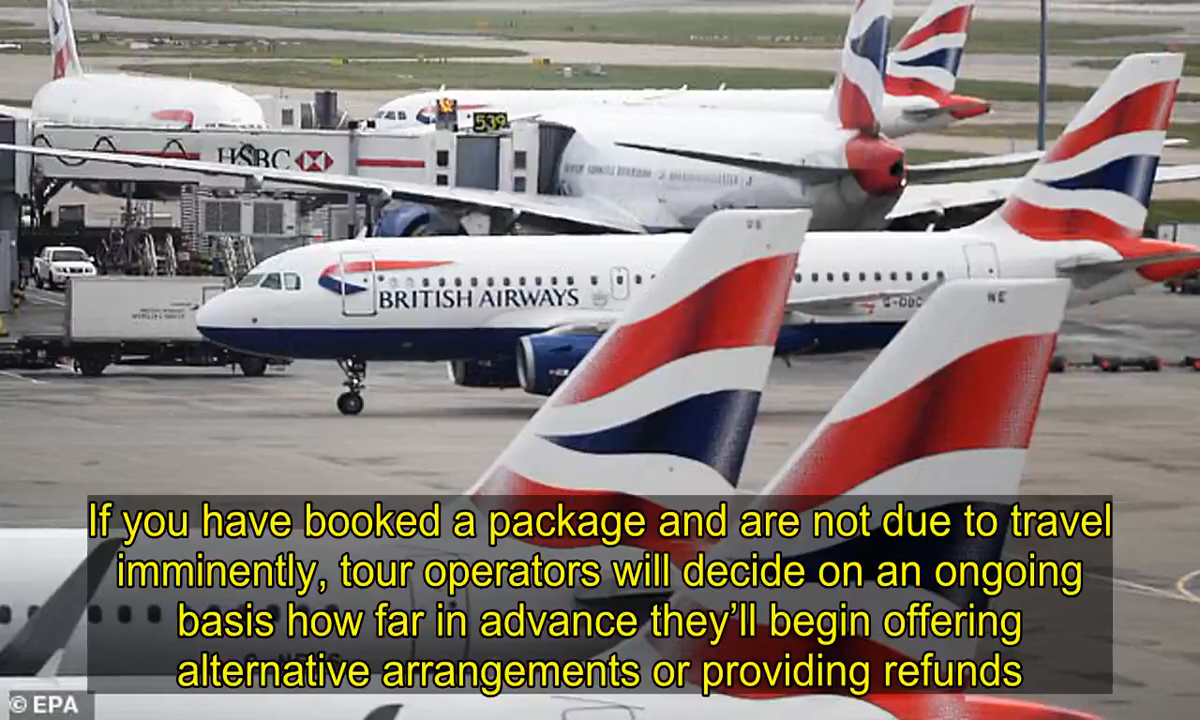 539
HSBC
BRITISH AIRWAYS
NE
If you have booked a package and are not due to travel
imminently, tour operators will decide on an ongoing
basis how far in advance they’ll begin offering
alternative arrangements or providing refunds
© EPA